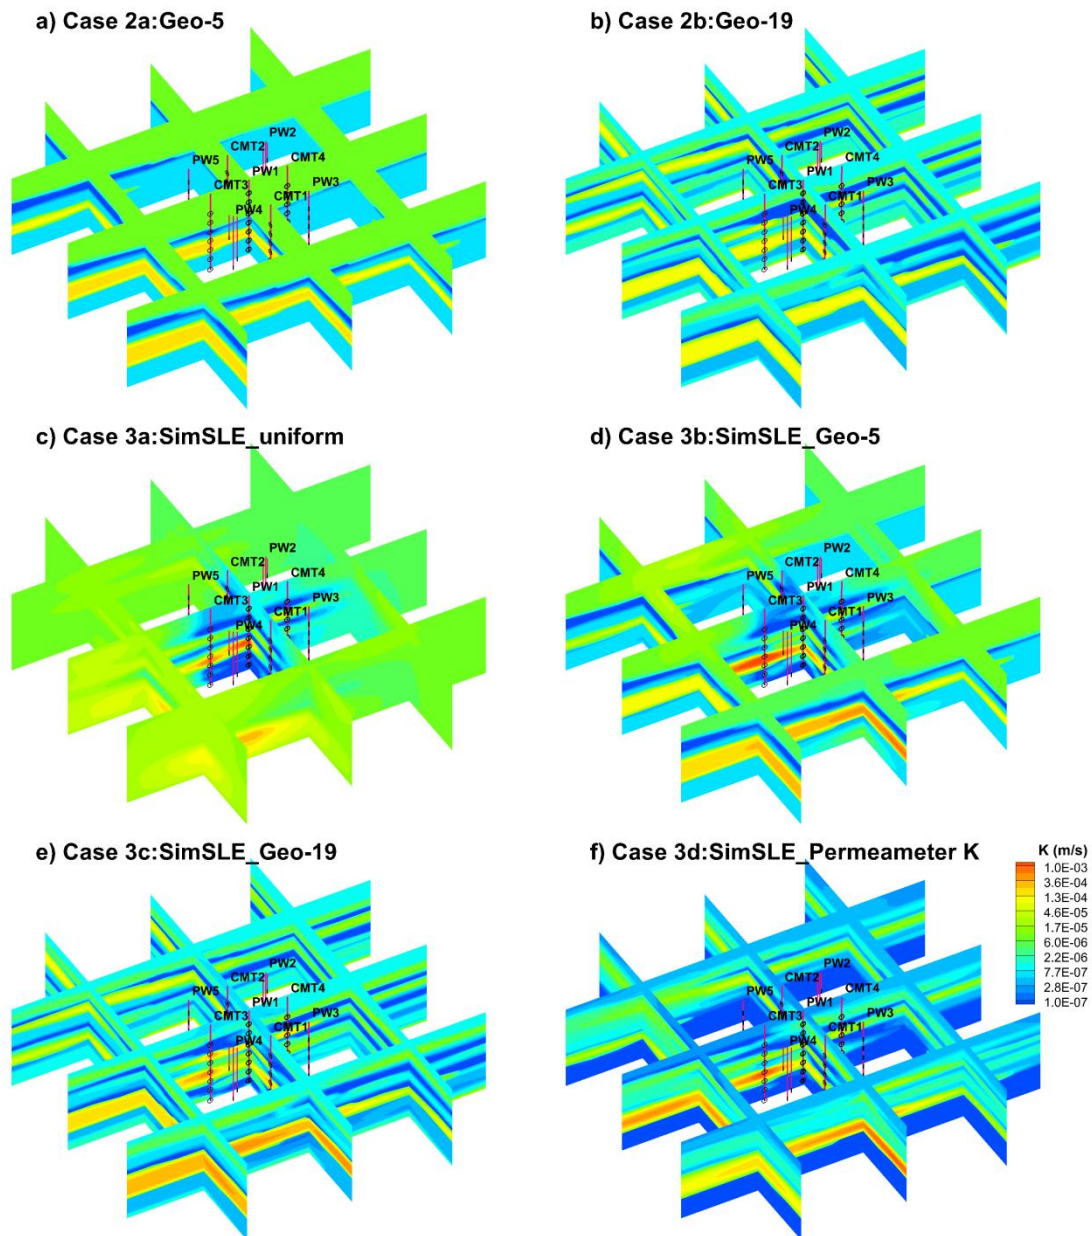 a) Case 2a:Geo-5
b) Case 2b:Geo-19
PW2
CMT2
PW5
PW1
CMT4
CMT3
PW3
CMT1
PW4
PW2
CMT2
PW5
PW1
CMT4
CMT3
PW3
CMT1
PW4
c) Case 3a:SimSLE_uniform
d) Case 3b:SimSLE_Geo-5
PW2
CMT2
PW5
PW1
CMT4
CMT3
PW3
CMT1
PW4
PW2
CMT2
PW5
PW1
CMT4
CMT3
PW3
CMT1
PW4
e) Case 3c:SimSLE_Geo-19
f) Case 3d:SimSLE_Permeameter K
PW2
CMT2
PW5
PW1
CMT4
CMT3
PW3
CMT1
PW4
PW2
CMT2
PW5
PW1
CMT4
CMT3
PW3
CMT1
PW4
K (m/s)
1.0E-03
3.6E-04
1.3E-04
4.6E-05
1.7E-05
6.0E-06
2.2E-06
7.7E-07
2.8E-07
1.0E-07